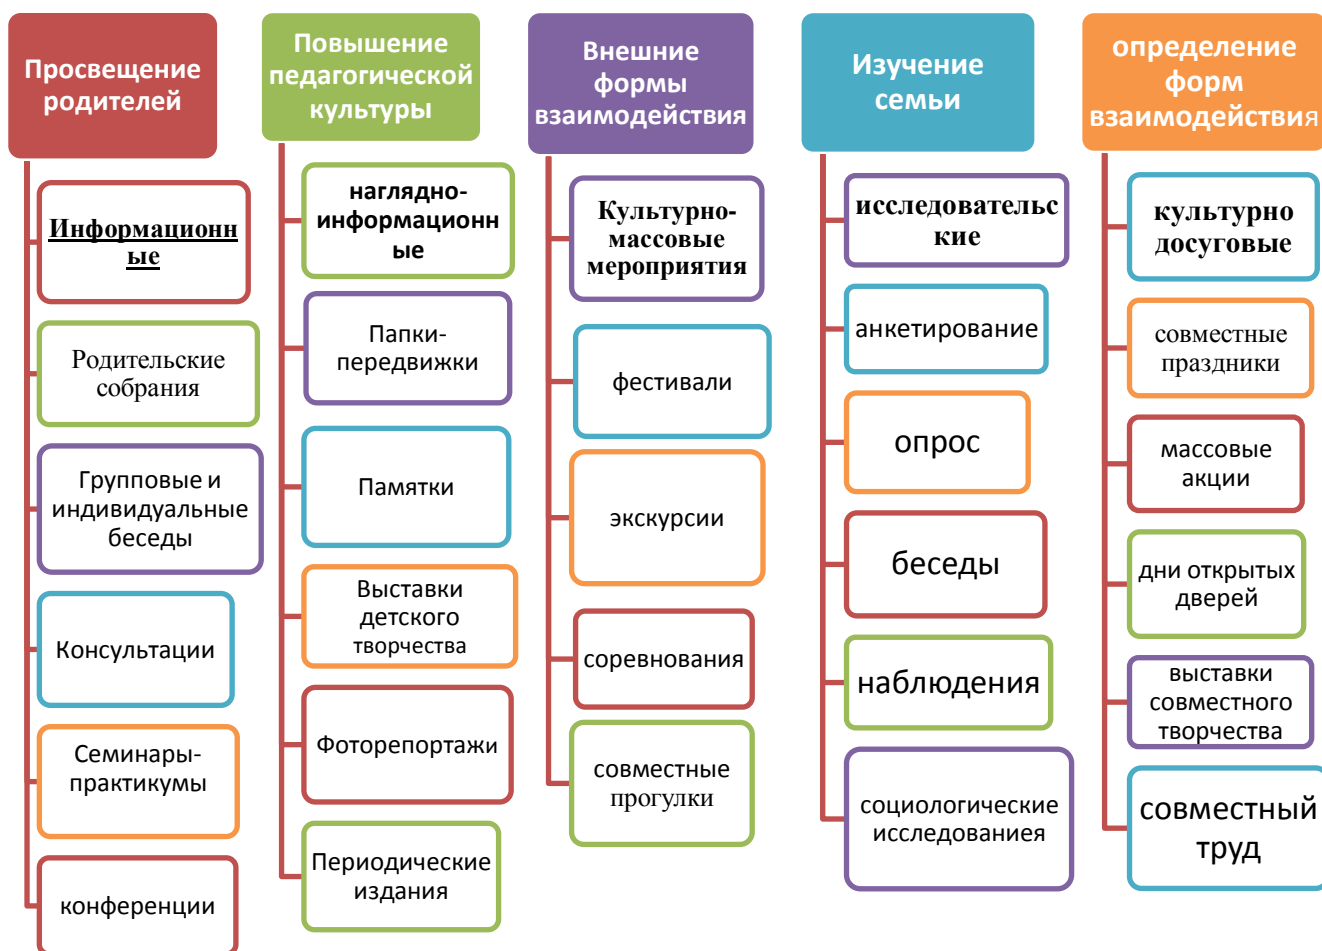 Просвещение
родителей
Информационн
ые
Родительские
собрания
Групповые и
индивидуальные
беседы
Консультации
Семинары-
практикумы
конференции
Повышение
педагогической
культуры
наглядно-
информационн
ые
Папки-
передвижки
Памятки
Выставки
детского
творчества
Фоторепортажи
Периодические
издания
Внешние
формы
взаимодействия
Культурно-
массовые
мероприятия
фестивали
экскурсии
соревнования
совместные
прогулки
Изучение
семьи
исследовательс
кие
анкетирование
опрос
беседы
наблюдения
социологические
исследованиея
определение
форм
взаимодействия
культурно
досуговые
совместные
праздники
массовые
акции
дни открытых
дверей
выставки
совместного
творчества
совместный
труд